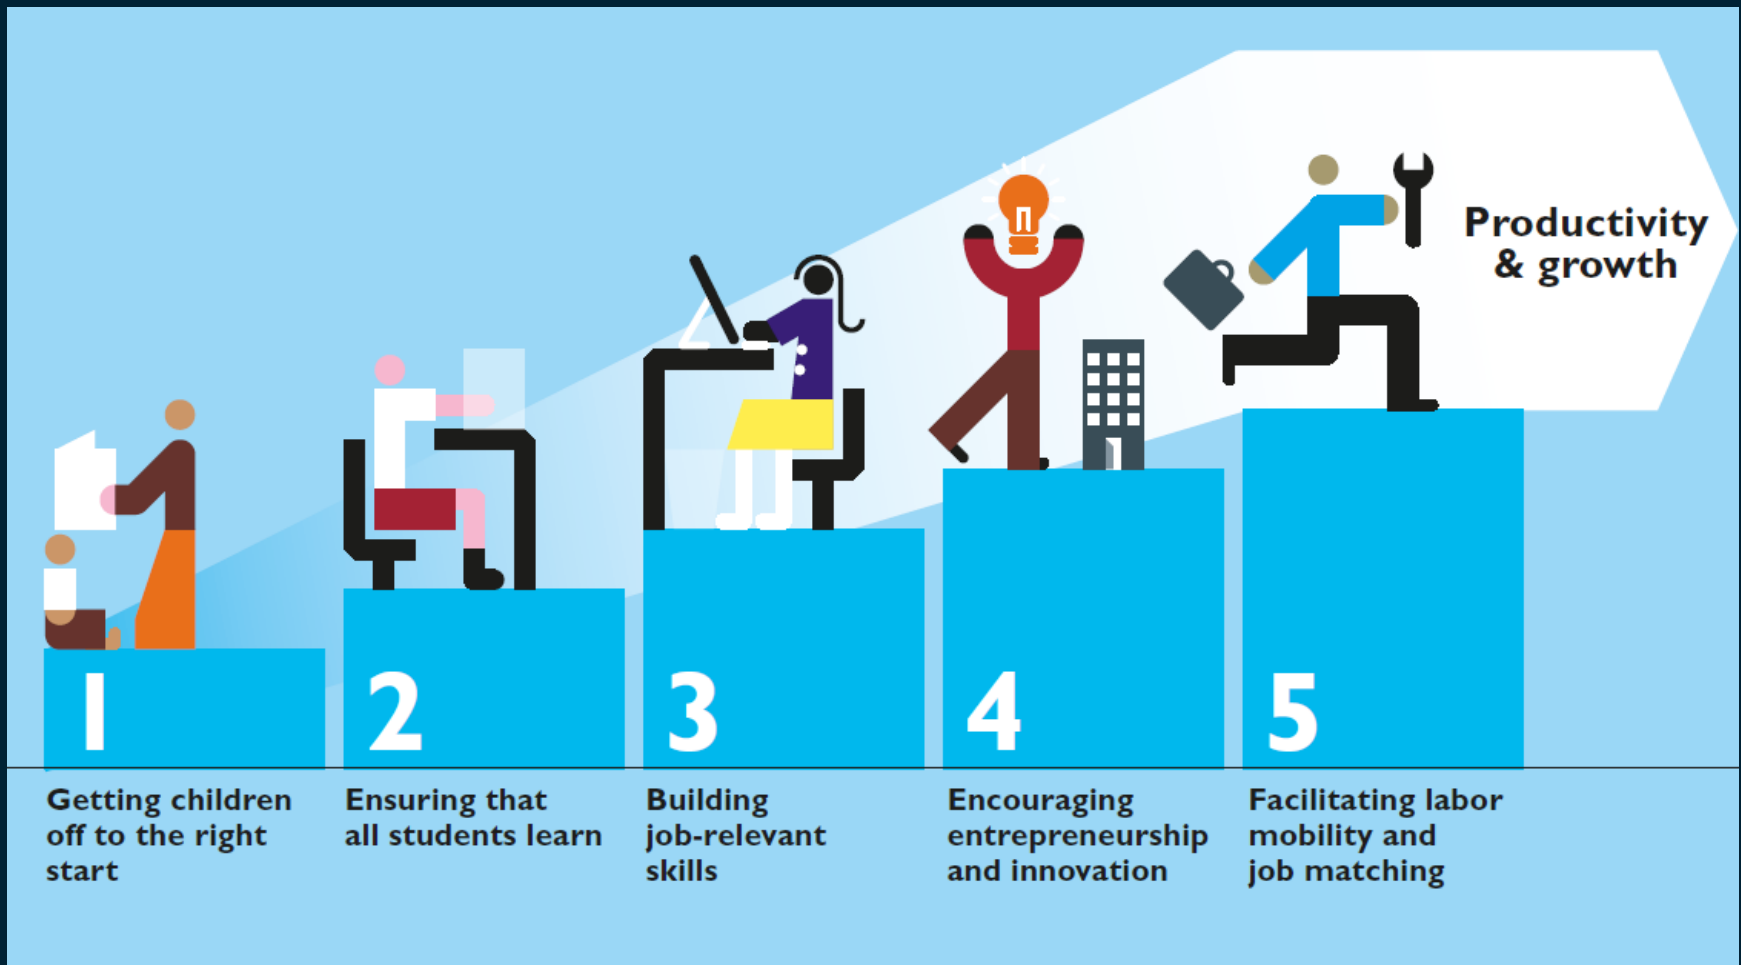 Productivity
& growth
1
2
3
4
5
Getting children
off to the right
start
Ensuring that
all students learn
Building
job-relevant
skills
Encouraging
entrepreneurship
and innovation
Facilitating labor
mobility and
job matching